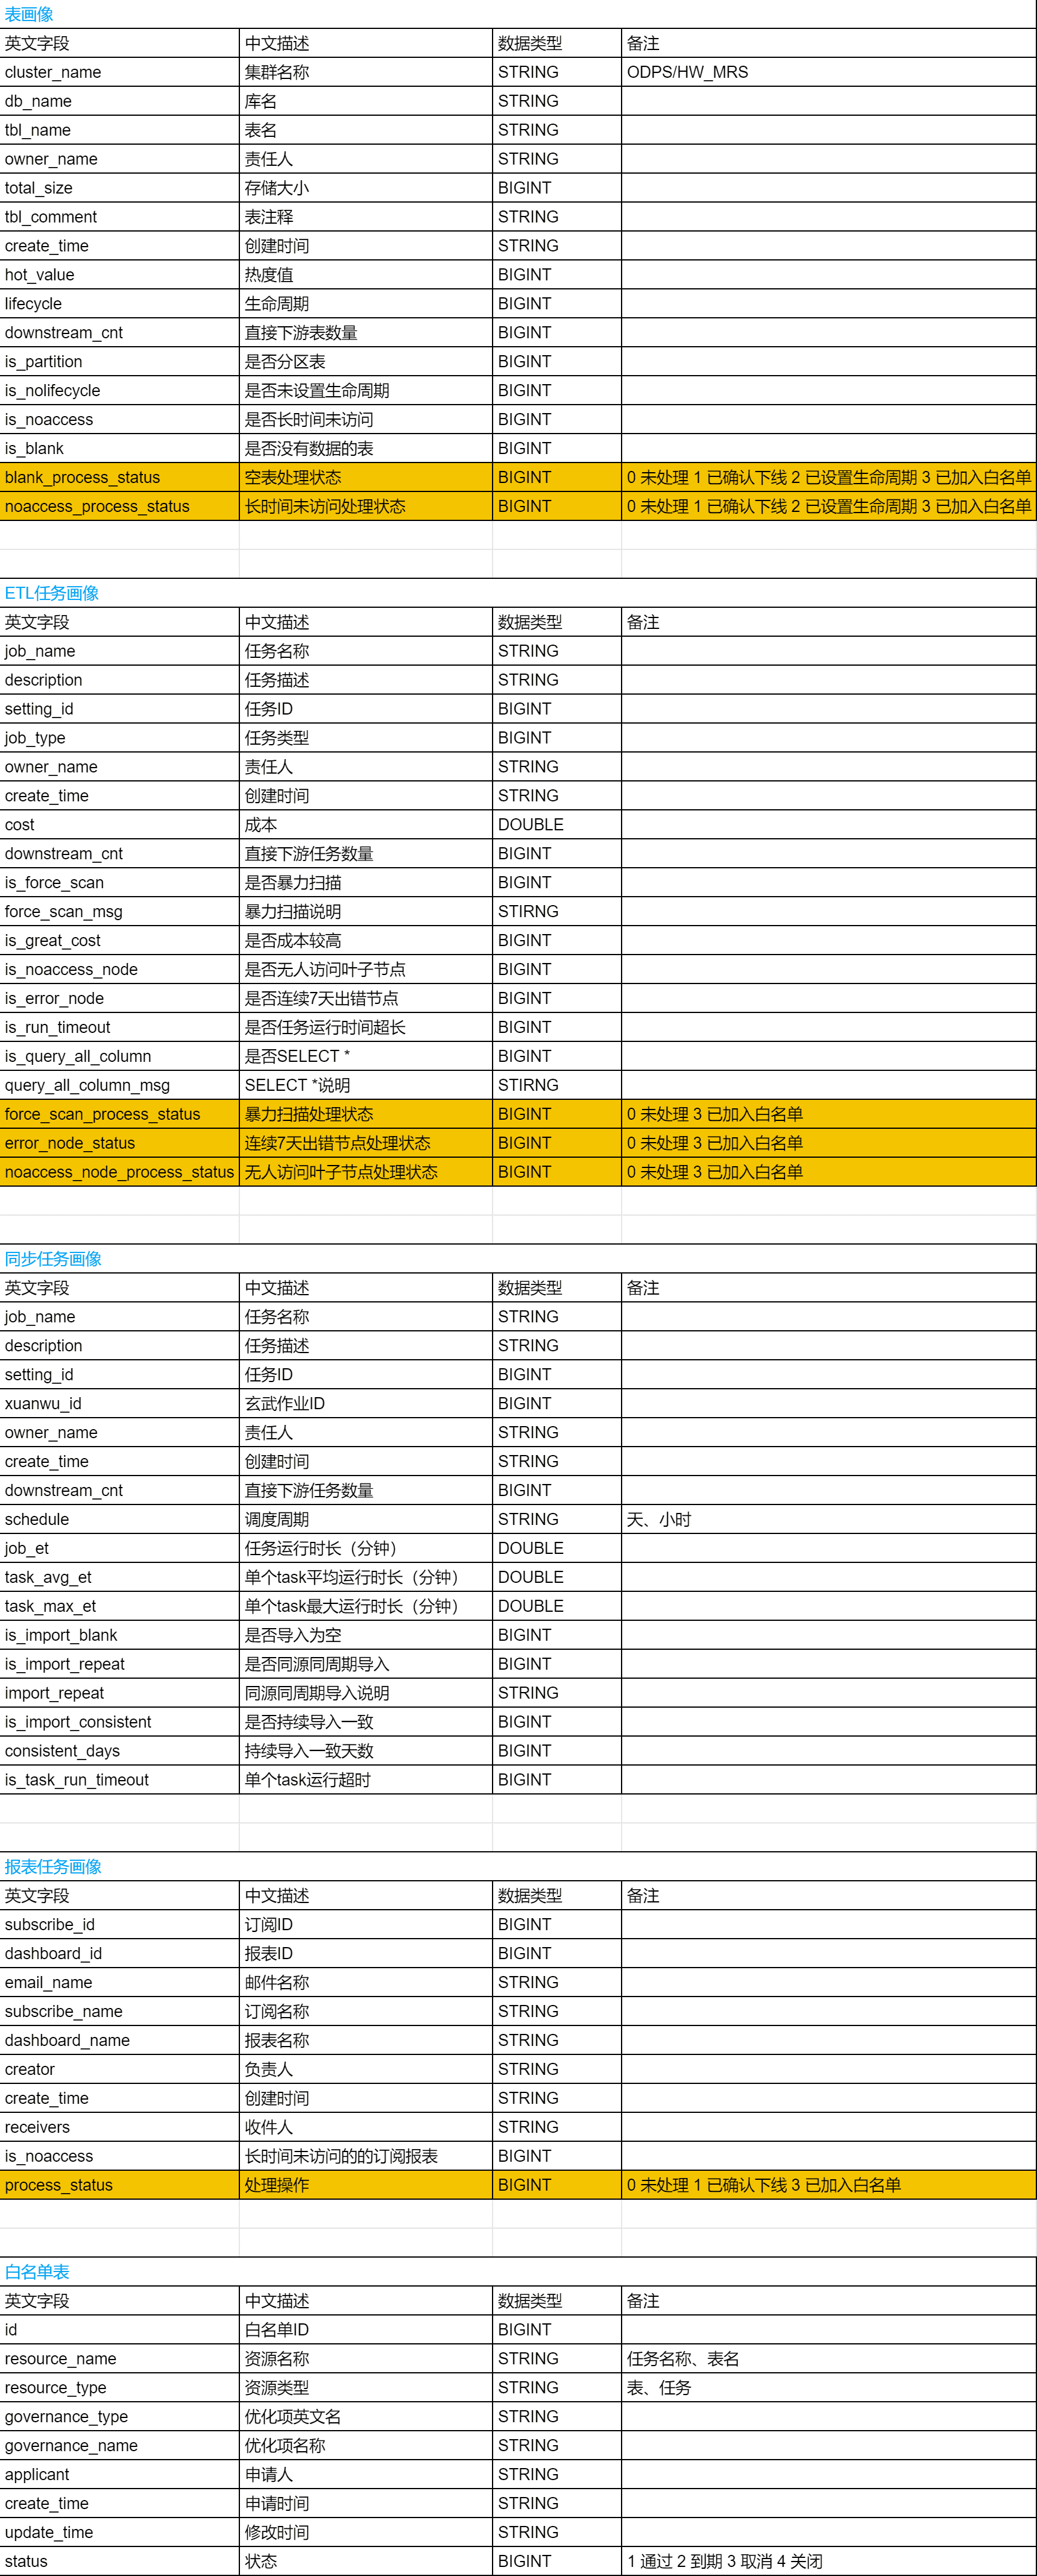 表画像
英文字段 中文描述 数据类型 备注
cluster_name 集群名称 STRING ODPS/HW_MRS
db_name 库名 STRING
tbl_name 表名 STRING
owner_name 责任人 STRING
total_size 存储大小 BIGINT
tbl_comment 表注释 STRING
create_time 创建时间 STRING
hot_value 热度值 BIGINT
lifecycle 生命周期 BIGINT
downstream_cnt 直接下游表数量 BIGINT
is_partition 是否分区表 BIGINT
is_nolifecycle 是否未设置生命周期 BIGINT
is_noaccess 是否长时间未访问 BIGINT
is_blank 是否没有数据的表 BIGINT
blank_process_status 空表处理状态 BIGINT 0 未处理 1 已确认下线 2 已设置生命周期 3 已加入白名单
noaccess_process_status 长时间未访问处理状态 BIGINT 0 未处理 1 已确认下线 2 已设置生命周期 3 已加入白名单
ETL任务画像
英文字段 中文描述 数据类型 备注
job_name 任务名称 STRING
description 任务描述 STRING
setting_id 任务ID BIGINT
job_type 任务类型 BIGINT
owner_name 责任人 STRING
create_time 创建时间 STRING
cost 成本 DOUBLE
downstream_cnt 直接下游任务数量 BIGINT
is_force_scan 是否暴力扫描 BIGINT
force_scan_msg 暴力扫描说明 STIRNG
is_great_cost 是否成本较高 BIGINT
is_noaccess_node 是否无人访问叶子节点 BIGINT
is_error_node 是否连续7天出错节点 BIGINT
is_run_timeout 是否任务运行时间超长 BIGINT
is_query_all_column 是否SELECT * BIGINT
query_all_column_msg SELECT *说明 STIRNG
force_scan_process_status 暴力扫描处理状态 BIGINT 0 未处理 3 已加入白名单
error_node_status 连续7天出错节点处理状态 BIGINT 0 未处理 3 已加入白名单
noaccess_node_process_status 无人访问叶子节点处理状态 BIGINT 0 未处理 3 已加入白名单
同步任务画像
英文字段 中文描述 数据类型 备注
job_name 任务名称 STRING
description 任务描述 STRING
setting_id 任务ID BIGINT
xuanwu_id 玄武作业ID BIGINT
owner_name 责任人 STRING
create_time 创建时间 STRING
downstream_cnt 直接下游任务数量 BIGINT
schedule 调度周期 STRING 天、小时
job_et 任务运行时长（分钟） DOUBLE
task_avg_et 单个task平均运行时长（分钟） DOUBLE
task_max_et 单个task最大运行时长（分钟） DOUBLE
is_import_blank 是否导入为空 BIGINT
is_import_repeat 是否同源同周期导入 BIGINT
import_repeat 同源同周期导入说明 STRING
is_import_consistent 是否持续导入一致 BIGINT
consistent_days 持续导入一致天数 BIGINT
is_task_run_timeout 单个task运行超时 BIGINT
报表任务画像
英文字段 中文描述 数据类型 备注
subscribe_id 订阅ID BIGINT
dashboard_id 报表ID BIGINT
email_name 邮件名称 STRING
subscribe_name 订阅名称 STRING
dashboard_name 报表名称 STRING
creator 负责人 STRING
create_time 创建时间 STRING
receivers 收件人 STRING
is_noaccess 长时间未访问的的订阅报表 BIGINT
process_status 处理操作 BIGINT 0 未处理 1 已确认下线 3 已加入白名单
白名单表
英文字段 中文描述 数据类型 备注
id 白名单ID BIGINT
resource_name 资源名称 STRING 任务名称、表名
resource_type 资源类型 STRING 表、任务
governance_type 优化项英文名 STRING
governance_name 优化项名称 STRING
applicant 申请人 STRING
create_time 申请时间 STRING
update_time 修改时间 STRING
status 状态 BIGINT 1 通过 2 到期 3 取消 4 关闭